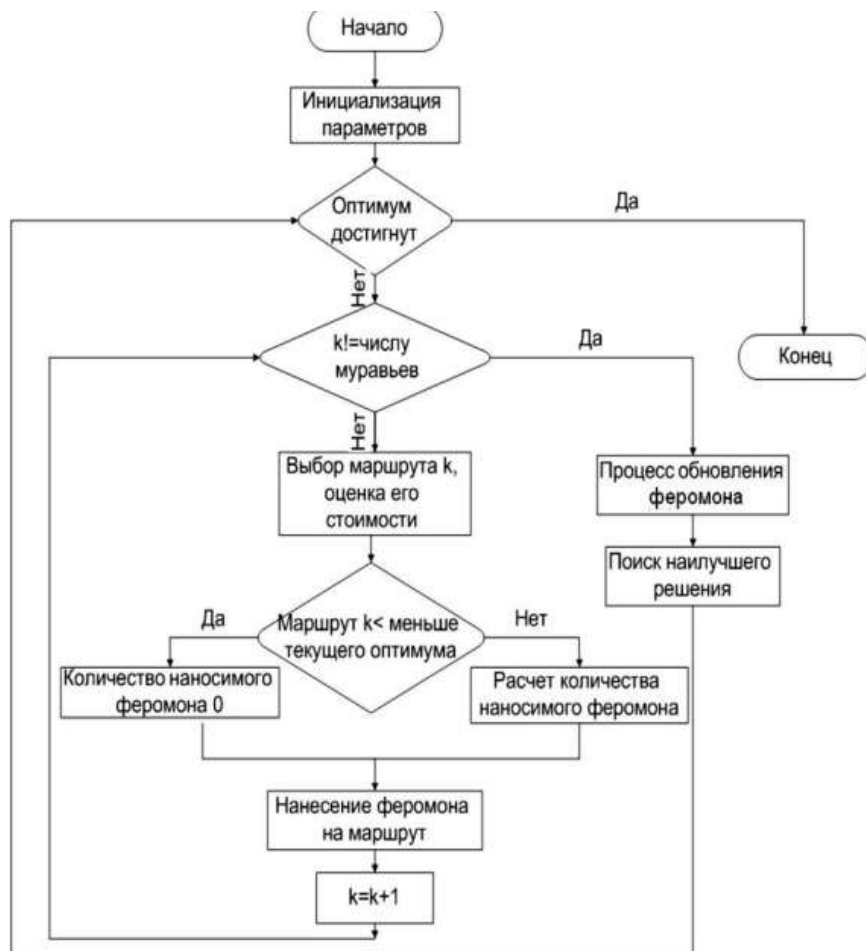 Начало
Инициализация
параметров
Оптимум
достигнут
Да
Нет
k!=числу
муравьев
Да
Конец
Нет
Выбор маршрута k,
оценка его
стоимости
Процесс обновления
феромона
Поиск наилучшего
решения
Да
Маршрут k< меньше
текущего оптимума
Нет
Количество наносимого
феромона 0
Расчет количества
наносимого феромона
Нанесение феромона
на маршрут
k=k+1